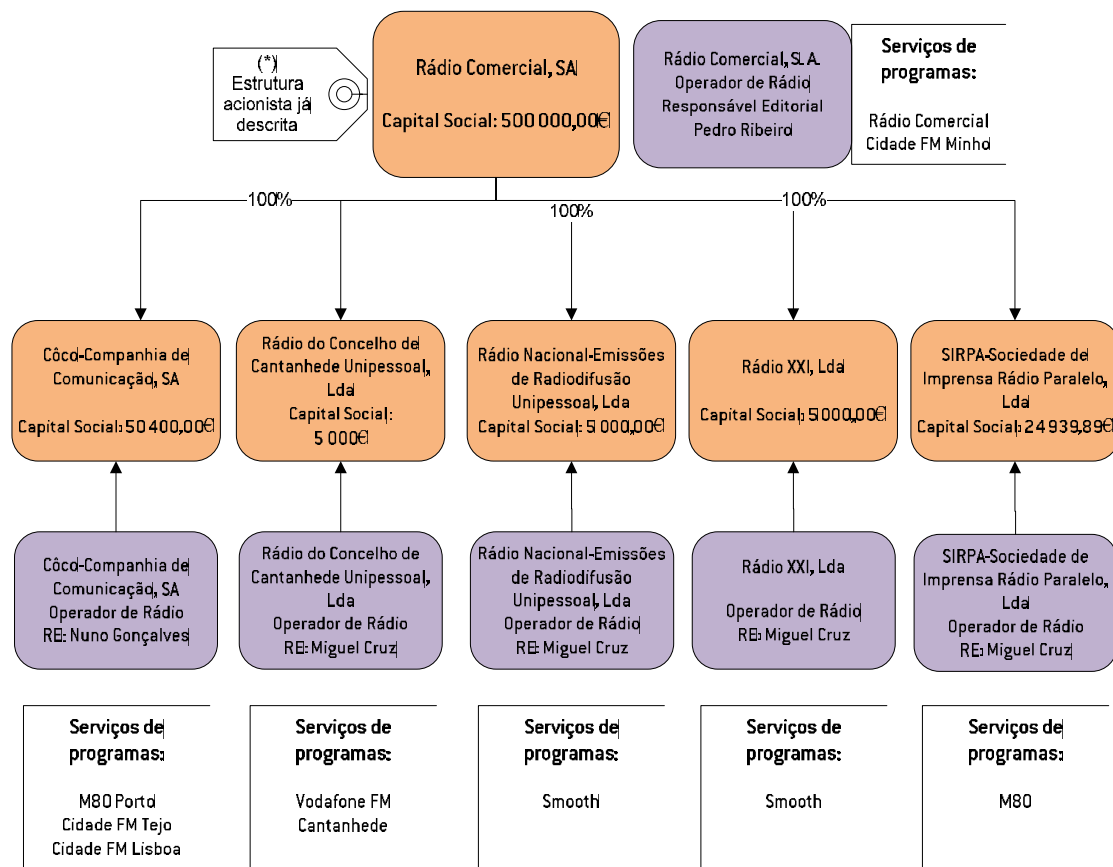 (*)
Estrutura
acionista já
descrita
Rádio Comercial, SA
Capital Social: 500 000,00€
Rádio Comercial, S. A.
Operador de Rádio
Responsável Editorial
Pedro Ribeiro
Serviços de
programas:
Rádio Comercial
Cidade FM Minho
100%
100%
100%
Côco-Companhia de
Comunicação, SA
Capital Social: 50 400,00€
Rádio do Concelho de
Cantanhede Unipessoal,
Lda
Capital Social:
5 000€
Rádio Nacional-Emissões
de Radiodifusão
Unipessoal, Lda
Capital Social: 5 000,00€
Rádio XXI, Lda
Capital Social: 5 000,00€
SIRPA-Sociedade de
Imprensa Rádio Paralelo,
Lda
Capital Social: 24 939,89€
Côco-Companhia de
Comunicação, SA
Operador de Rádio
RE: Nuno Gonçalves
Rádio do Concelho de
Cantanhede Unipessoal,
Lda
Operador de Rádio
RE: Miguel Cruz
Rádio Nacional-Emissões
de Radiodifusão
Unipessoal, Lda
Operador de Rádio
RE: Miguel Cruz
Rádio XXI, Lda
Operador de Rádio
RE: Miguel Cruz
SIRPA-Sociedade de
Imprensa Rádio Paralelo,
Lda
Operador de Rádio
RE: Miguel Cruz
Serviços de
programas:
M80 Porto
Cidade FM Tejo
Cidade FM Lisboa
Serviços de
programas:
Vodafone FM
Cantanhede
Serviços de
programas:
Smooth
Serviços de
programas:
Smooth
Serviços de
programas:
M80